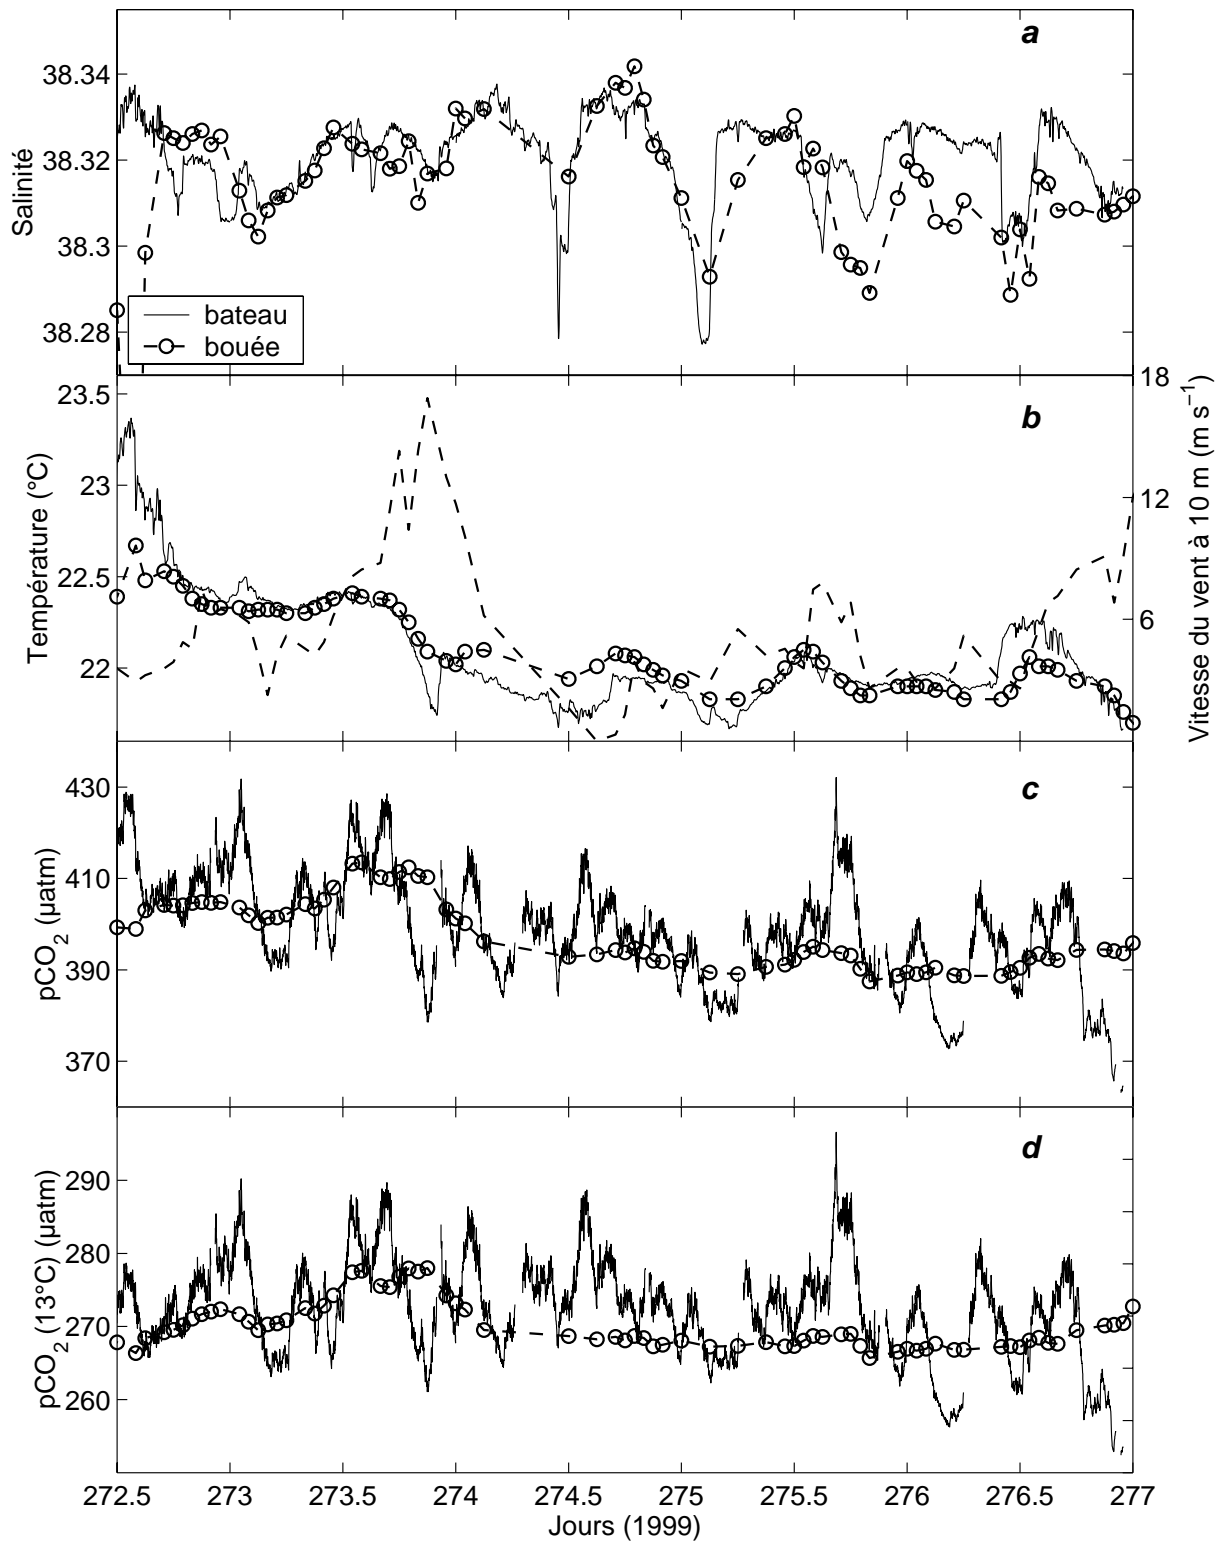 a
38.34
38.32
38.3
38.28
Salinité
bateau
bouée
b
23.5
23
22.5
22
Température (°C)
18
12
6
Vitesse du vent à 10 m (m s⁻¹)
c
430
410
390
370
pCO₂ (µatm)
d
290
280
270
260
pCO₂ (13°C) (µatm)
272.5 273 273.5 274 274.5 275 275.5 276 276.5 277
Jours (1999)